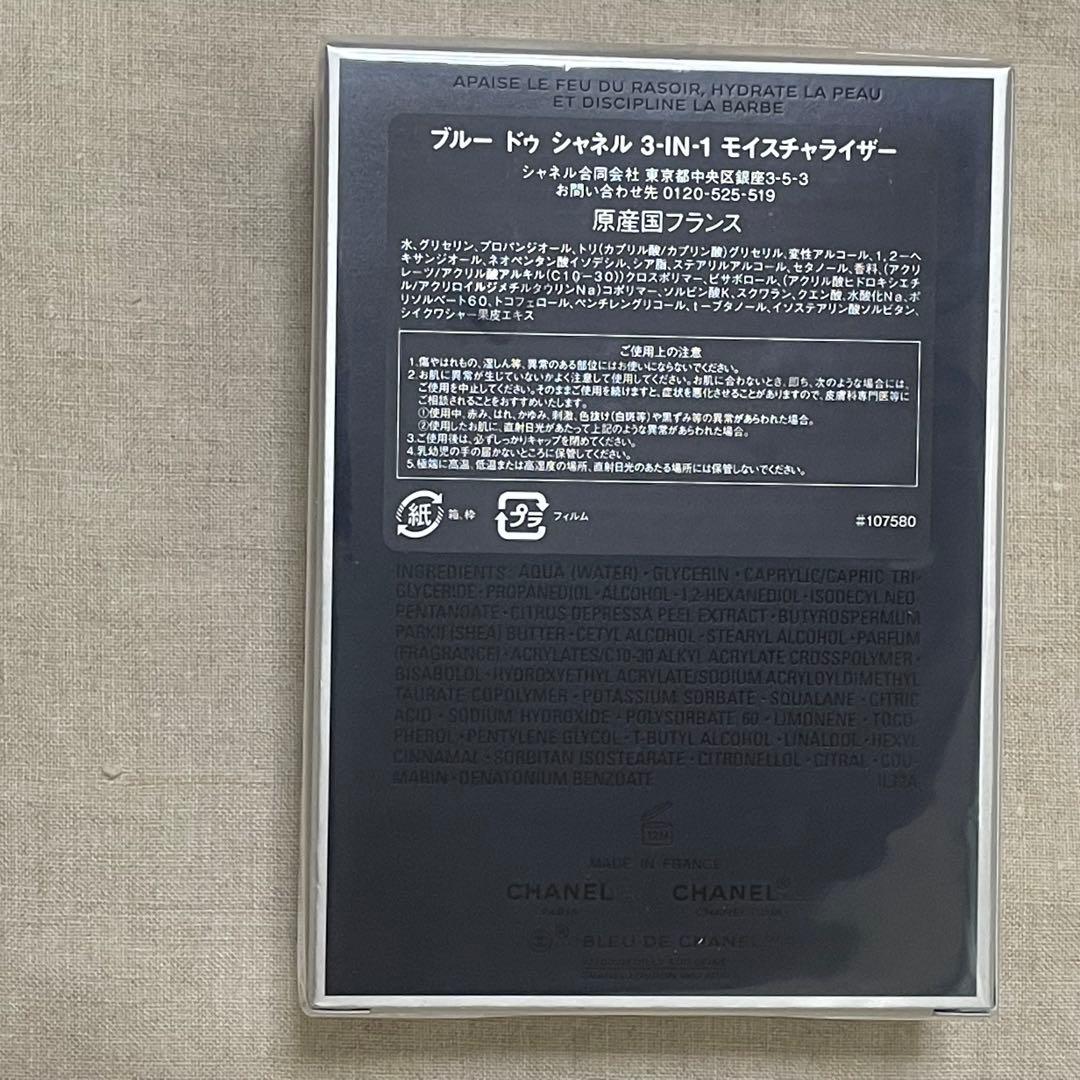 APAISE LE FEU DU RASOIR, HYDRATE LA PEAU
ET DISCIPLINE LA BARBE
ブルー ドゥ シャネル 3-IN-1 モイスチャライザー
シャネル合同会社 東京都中央区銀座3-5-3
お問い合わせ先 0120-525-519
原産国フランス
水、グリセリン、プロパンジオール、トリ(カプリル酸/カプリン酸)グリセリル、変性アルコール、1,2-ヘ
キサンジオール、ネオペンタン酸イソデシル、シア脂、ステアリルアルコール、セタノール、香料、(アクリ
レーツ/アクリル酸アルキル(C10-30))クロスポリマー、ビサボロール、(アクリル酸ヒドロキシエチ
ル/アクリロイルジメチルタウリンNa)コポリマー、ソルビン酸K、スクワラン、クエン酸、水酸化Na、ポ
リソルベート60、トコフェロール、ペンチレングリコール、t-ブタノール、イソステアリン酸ソルビタン、
シイクワシャー果皮エキス
ご使用上の注意
1.傷やはれもの、湿しん等、異常のある部位にはお使いにならないでください。
2.お肌に異常が生じていないかよく注意して使用してください。お肌に合わないとき、即ち、次のような場合には、
ご使用を中止してください。そのままご使用を続けますと、症状を悪化させることがありますので、皮膚科専門医等に
ご相談されることをおすすめいたします。
①使用中、赤み、はれ、かゆみ、刺激、色抜け(白斑等)や黒ずみ等の異常があらわれた場合。
②使用したお肌に、直射日光があたって上記のような異常があらわれた場合。
3.ご使用後は、必ずしっかりキャップを閉めてください。
4.乳幼児の手の届かないところに保管してください。
5.極端に高温、低温または高湿度の場所、直射日光のあたる場所には保管しないでください。
紙 箱、枠 プラ フィルム #107580
INGREDIENTS: AQUA (WATER) • GLYCERIN • CAPRYLIC/CAPRIC TRI-
GLYCERIDE • PROPANEDIOL • ALCOHOL • 1,2-HEXANEDIOL • ISODECYL NEO-
PENTANOATE • CITRUS DEPRESSA PEEL EXTRACT • BUTYROSPERMUM
PARKII (SHEA) BUTTER • CETYL ALCOHOL • STEARYL ALCOHOL • PARFUM
(FRAGRANCE) • ACRYLATES/C10-30 ALKYL ACRYLATE CROSSPOLYMER •
BISABOLOL • HYDROXYETHYL ACRYLATE/SODIUM ACRYLOYLDIMETHYL
TAURATE COPOLYMER • POTASSIUM SORBATE • SQUALANE • CITRIC
ACID • SODIUM HYDROXIDE • POLYSORBATE 60 • LIMONENE • TOCO-
PHEROL • PENTYLENE GLYCOL • T-BUTYL ALCOHOL • LINALOOL • HEXYL
CINNAMAL • SORBITAN ISOSTEARATE • CITRONELLOL • CITRAL • COU-
MARIN • DENATONIUM BENZOATE
12M
MADE IN FRANCE
CHANEL CHANEL®
PARIS
BLEU DE CHANEL